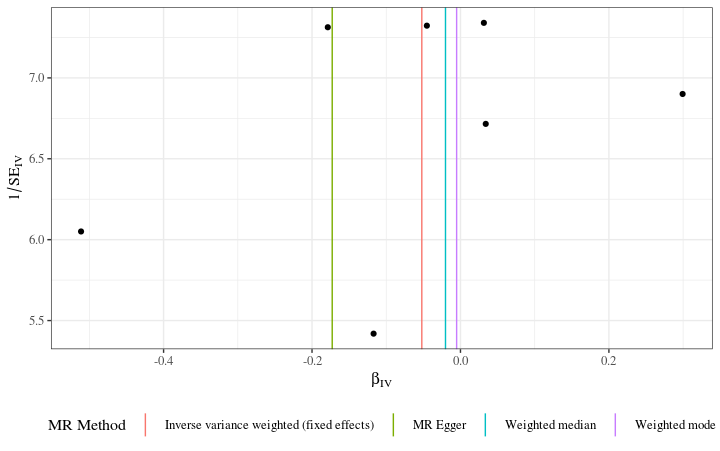 7.0
6.5
6.0
5.5
1/SE_IV
-0.4 -0.2 0.0 0.2
β_IV
MR Method Inverse variance weighted (fixed effects) MR Egger Weighted median Weighted mode